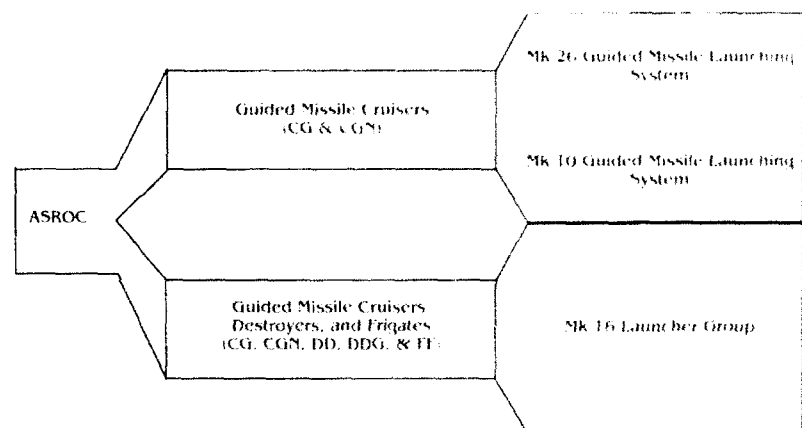 ASROC
Guided Missile Cruisers
(CG & CGN)
Guided Missile Cruisers
Destroyers, and Frigates
(CG, CGN, DD, DDG, & FF)
Mk 26 Guided Missile Launching
System
Mk 10 Guided Missile Launching
System
Mk 16 Launcher Group